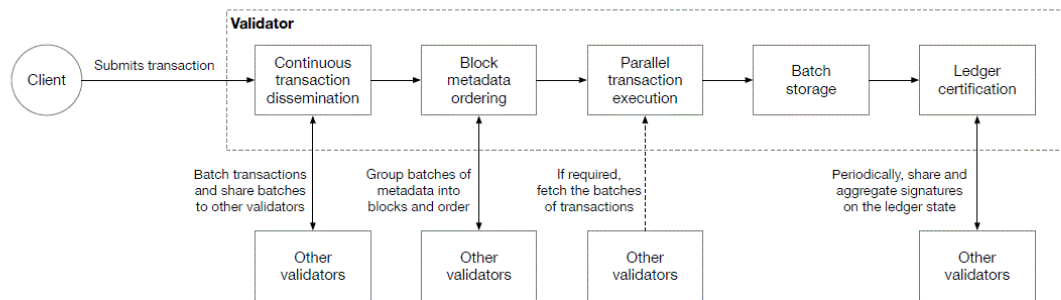 Validator
Client
Submits transaction
Continuous
transaction
dissemination
Block
metadata
ordering
Parallel
transaction
execution
Batch
storage
Ledger
certification
Batch transactions
and share batches
to other validators
Group batches of
metadata into
blocks and order
If required,
fetch the batches
of transactions
Periodically, share and
aggregate signatures
on the ledger state
Other
validators
Other
validators
Other
validators
Other
validators